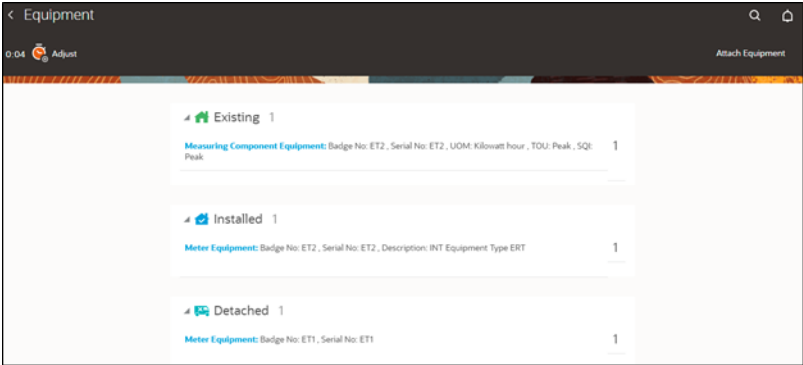 Equipment
0:04 Adjust
Attach Equipment
Existing 1
Measuring Component Equipment: Badge No: ET2 , Serial No: ET2 , UOM: Kilowatt hour , TOU: Peak , SQI: 1
Peak
Installed 1
Meter Equipment: Badge No: ET2 , Serial No: ET2 , Description: INT Equipment Type ERT 1
Detached 1
Meter Equipment: Badge No: ET1 , Serial No: ET1 1